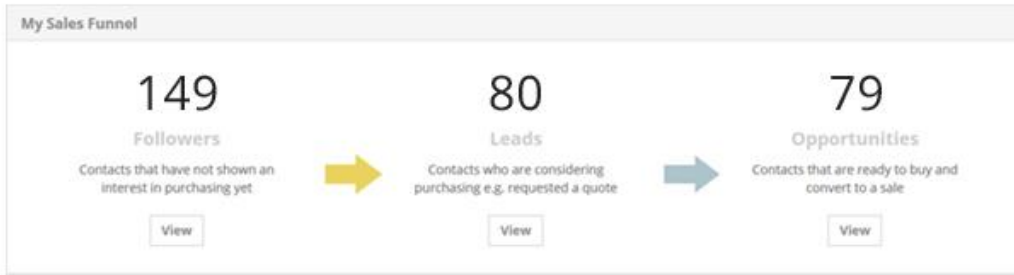 My Sales Funnel
149
Followers
Contacts that have not shown an
interest in purchasing yet
View
80
Leads
Contacts who are considering
purchasing e.g. requested a quote
View
79
Opportunities
Contacts that are ready to buy and
convert to a sale
View